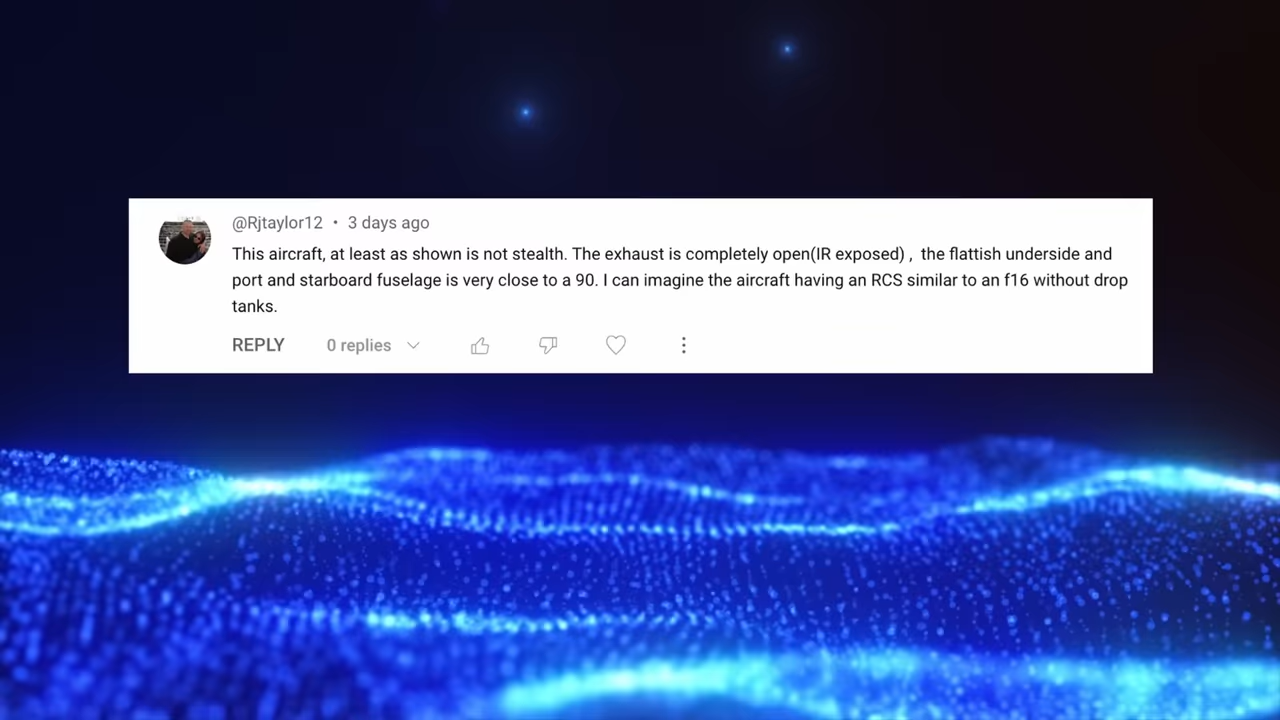 @Rjtaylor12 • 3 days ago
This aircraft, at least as shown is not stealth. The exhaust is completely open(IR exposed) ,  the flattish underside and
port and starboard fuselage is very close to a 90. I can imagine the aircraft having an RCS similar to an f16 without drop
tanks.
REPLY 0 replies